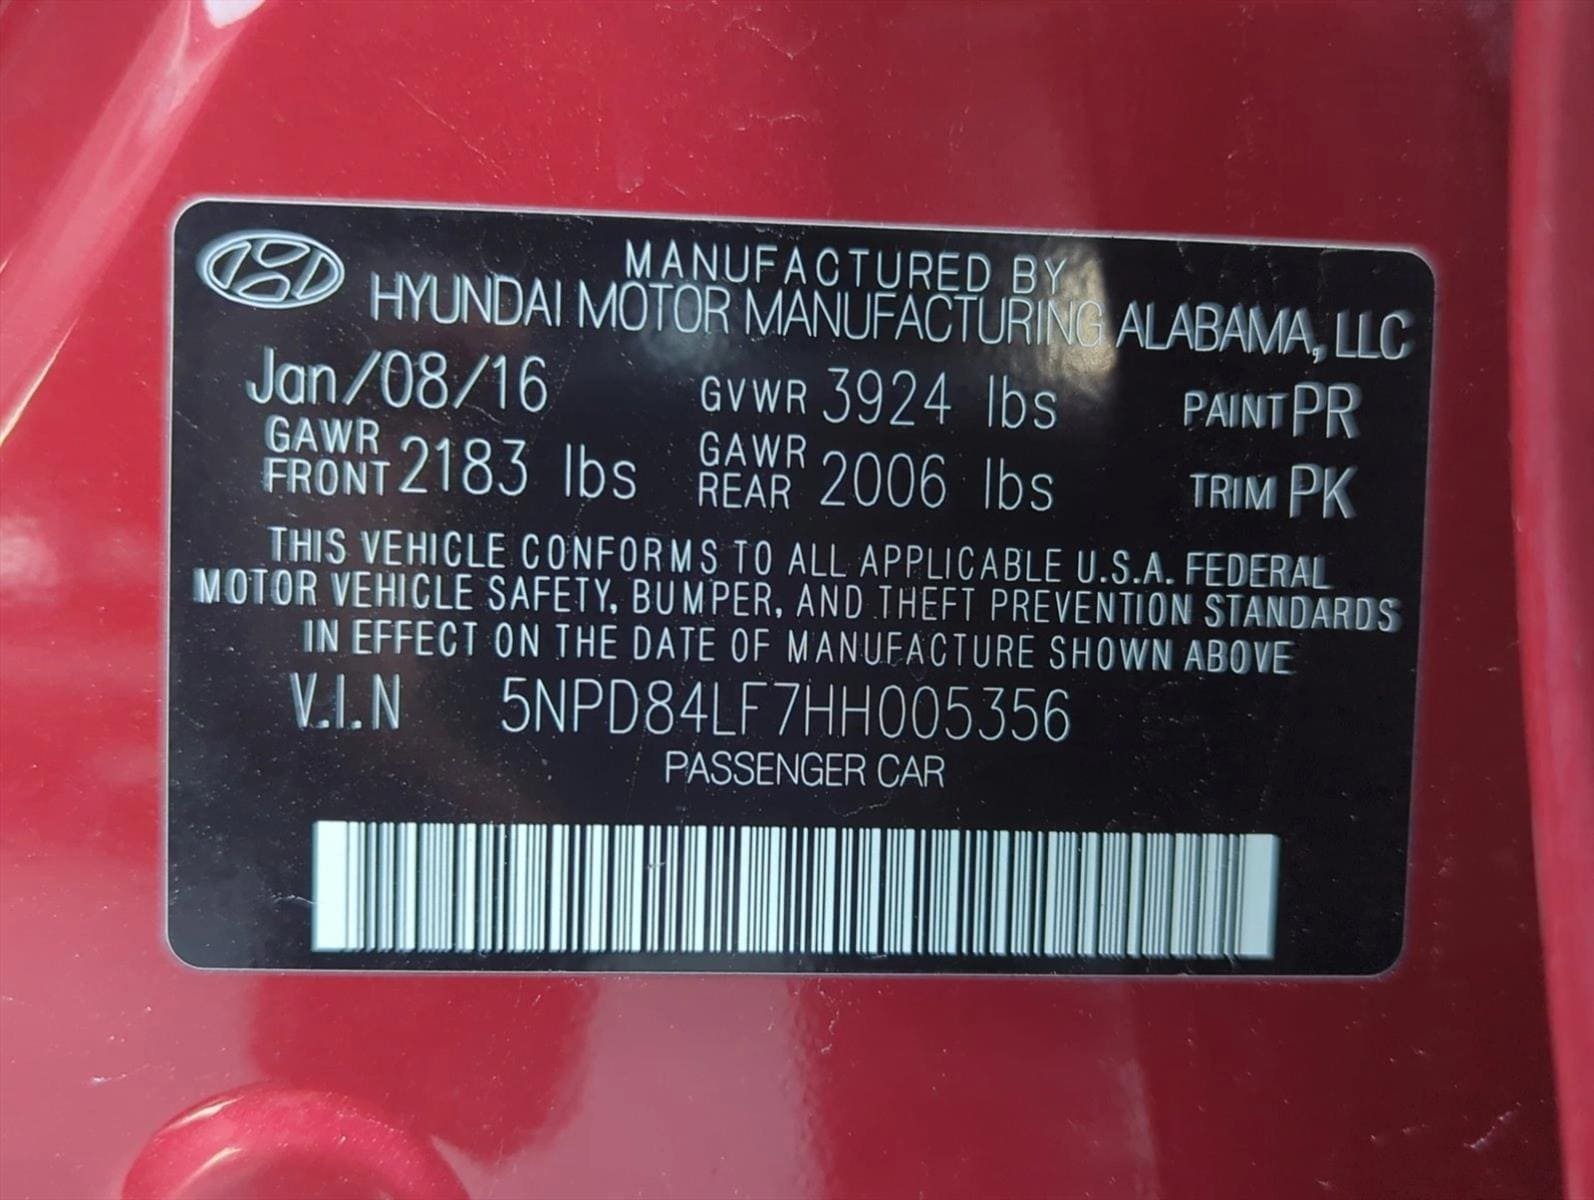 MANUFACTURED BY
HYUNDAI MOTOR MANUFACTURING ALABAMA, LLC
Jan/08/16 GVWR 3924 lbs PAINT PR
GAWR FRONT 2183 lbs GAWR REAR 2006 lbs TRIM PK
THIS VEHICLE CONFORMS TO ALL APPLICABLE U.S.A. FEDERAL
MOTOR VEHICLE SAFETY, BUMPER, AND THEFT PREVENTION STANDARDS
IN EFFECT ON THE DATE OF MANUFACTURE SHOWN ABOVE
V.I.N 5NPD84LF7HH005356
PASSENGER CAR